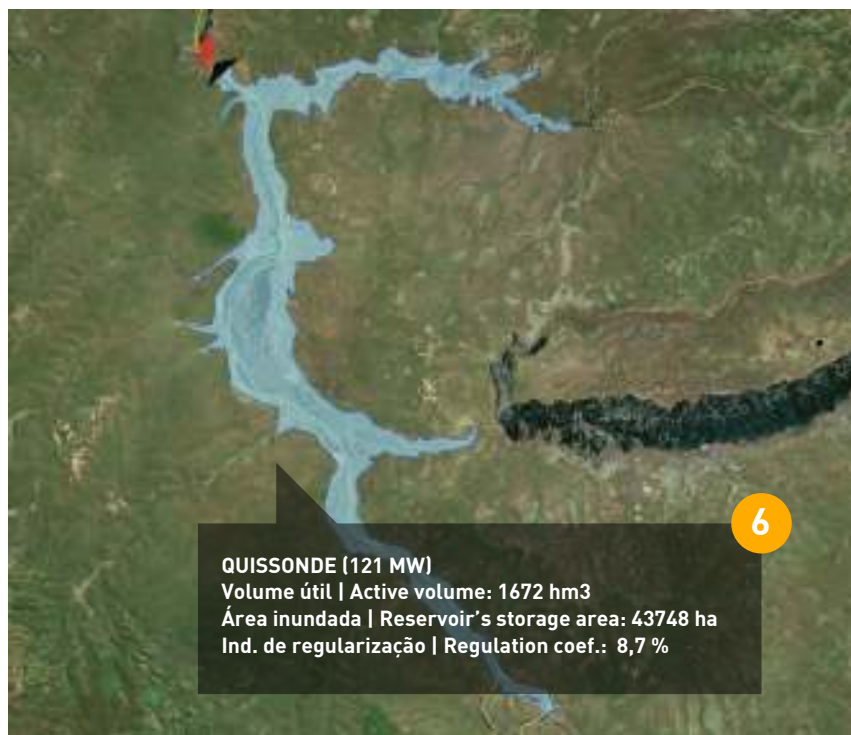 6
QUISSONDE (121 MW)
Volume útil | Active volume: 1672 hm3
Área inundada | Reservoir's storage area: 43748 ha
Ind. de regularização | Regulation coef.: 8,7 %